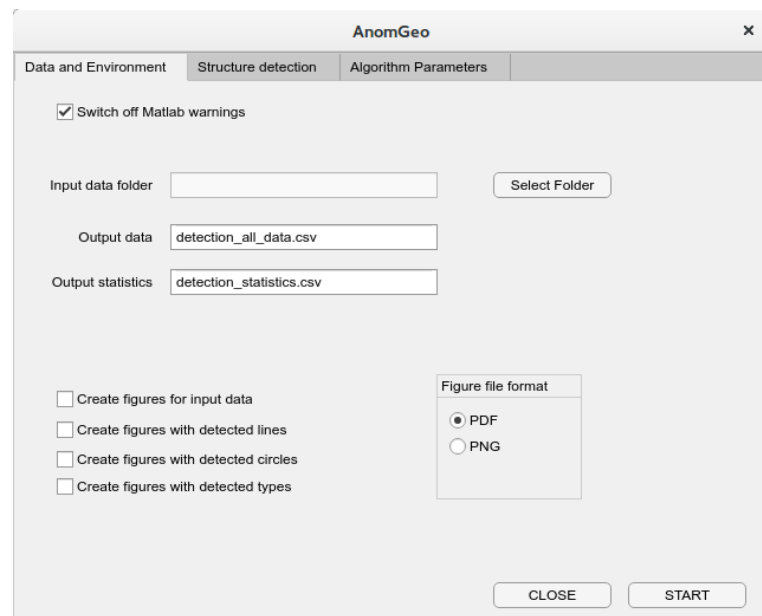 AnomGeo
Data and Environment Structure detection Algorithm Parameters
Switch off Matlab warnings
Input data folder Select Folder
Output data detection_all_data.csv
Output statistics detection_statistics.csv
Create figures for input data
Create figures with detected lines
Create figures with detected circles
Create figures with detected types
Figure file format
PDF
PNG
CLOSE START